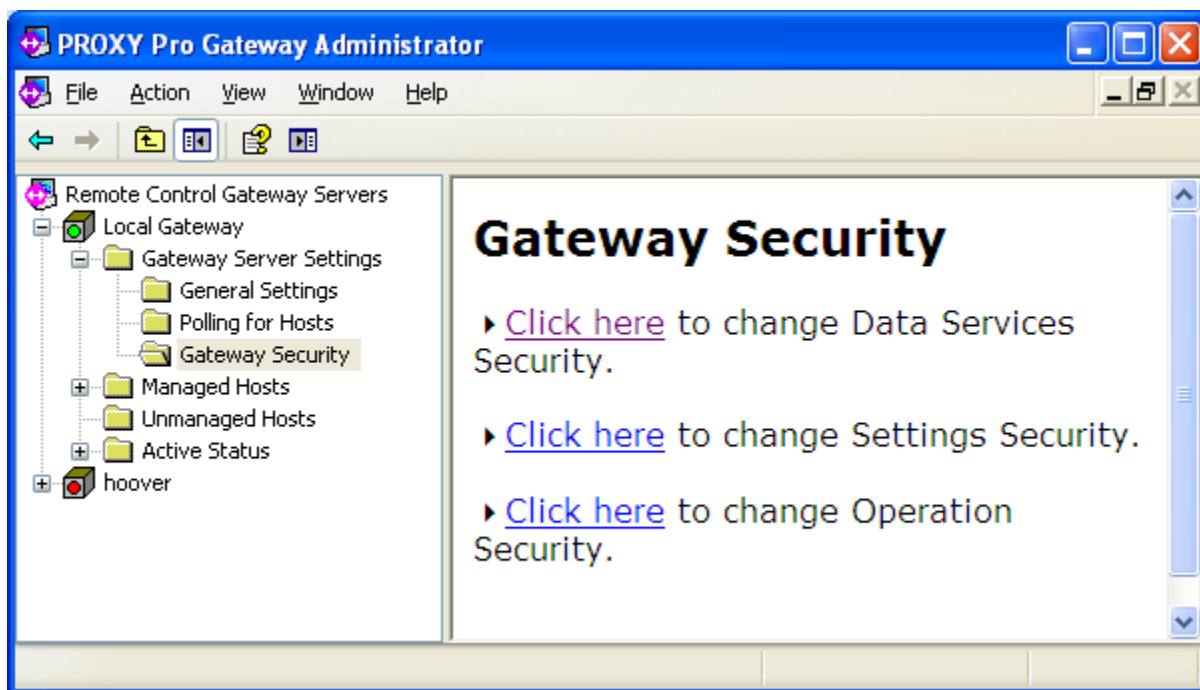 PROXY Pro Gateway Administrator
File Action View Window Help
Remote Control Gateway Servers
Local Gateway
Gateway Server Settings
General Settings
Polling for Hosts
Gateway Security
Managed Hosts
Unmanaged Hosts
Active Status
hoover
Gateway Security
Click here to change Data Services
Security.
Click here to change Settings Security.
Click here to change Operation
Security.